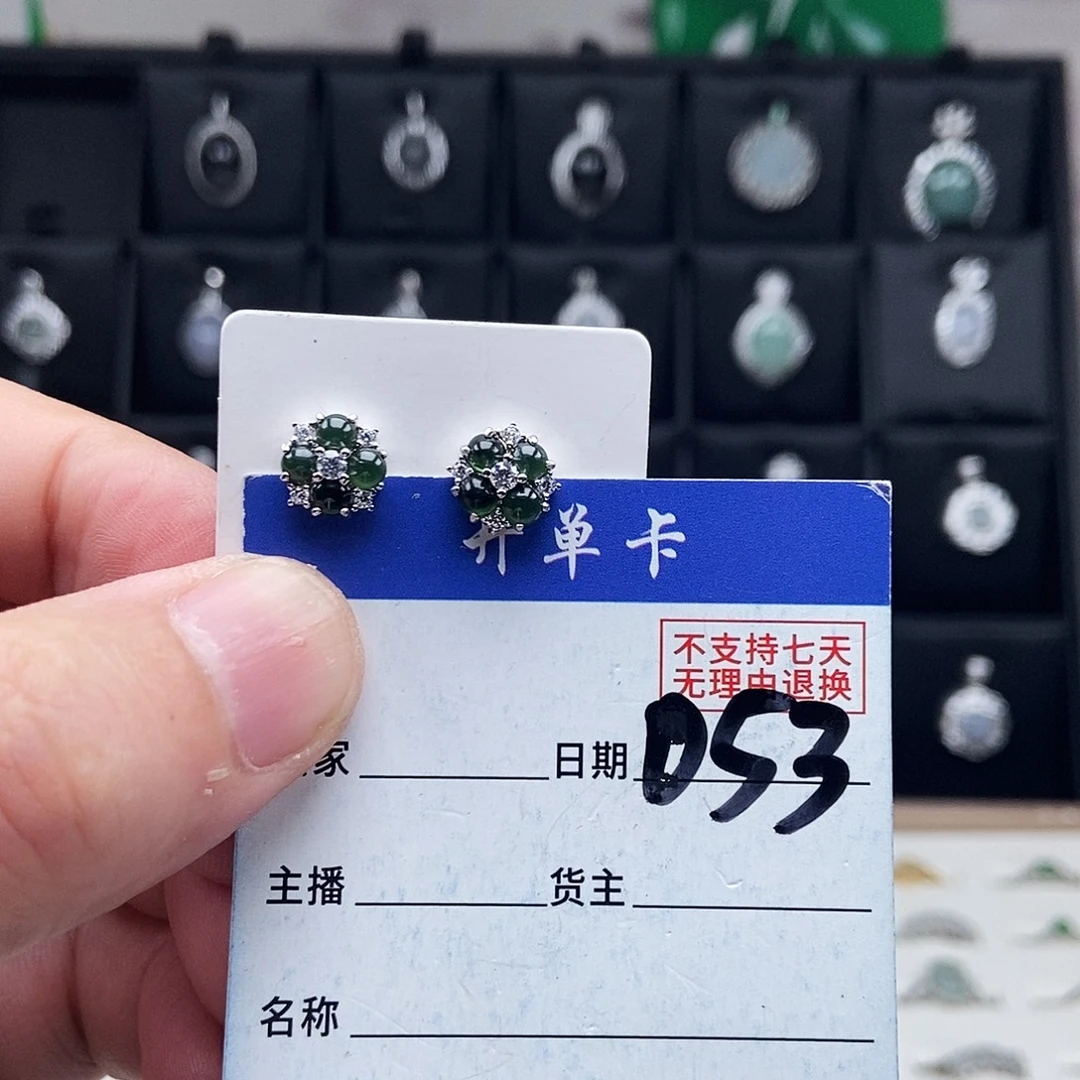 开单卡
不支持七天
无理由退换
家 日期 D53
主播 货主
名称